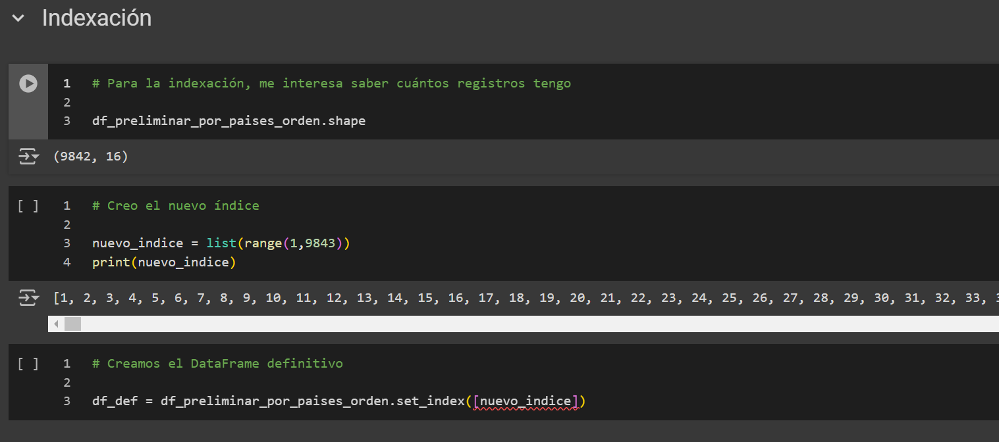 Indexación
1 # Para la indexación, me interesa saber cuántos registros tengo
2
3 df_preliminar_por_paises_orden.shape
(9842, 16)
[ ] 1 # Creo el nuevo índice
2
3 nuevo_indice = list(range(1,9843))
4 print(nuevo_indice)
[1, 2, 3, 4, 5, 6, 7, 8, 9, 10, 11, 12, 13, 14, 15, 16, 17, 18, 19, 20, 21, 22, 23, 24, 25, 26, 27, 28, 29, 30, 31, 32, 33,
[ ] 1 # Creamos el DataFrame definitivo
2
3 df_def = df_preliminar_por_paises_orden.set_index([nuevo_indice])